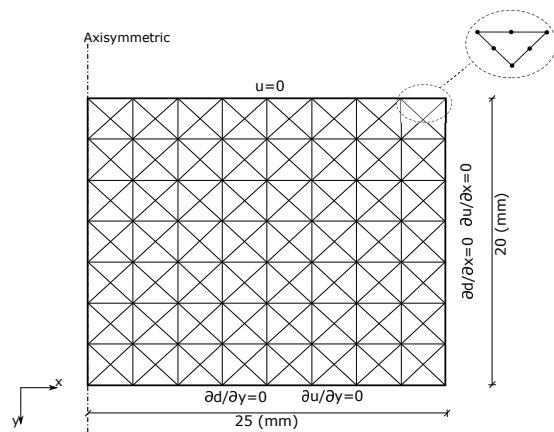 Axisymmetric
u=0
∂d/∂x=0 ∂u/∂x=0
20 (mm)
x
y
∂d/∂y=0 ∂u/∂y=0
25 (mm)